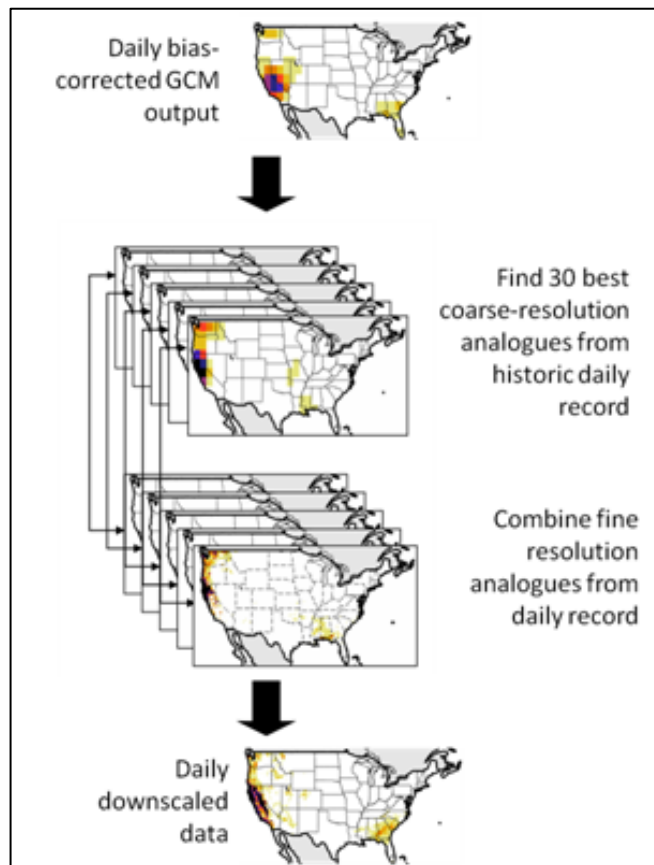 Daily bias-
corrected GCM
output
Find 30 best
coarse-resolution
analogues from
historic daily
record
Combine fine
resolution
analogues from
daily record
Daily
downscaled
data